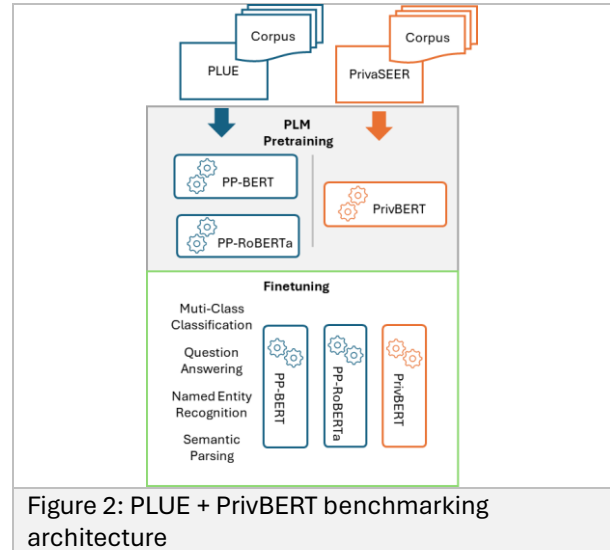 Corpus
Corpus
PLUE
PrivaSEER
PLM
Pretraining
PP-BERT
PrivBERT
PP-RoBERTa
Finetuning
Muti-Class
Classification
Question
Answering
Named Entity
Recognition
Semantic
Parsing
PP-BERT
PP-RoBERTa
PrivBERT
Figure 2: PLUE + PrivBERT benchmarking
architecture